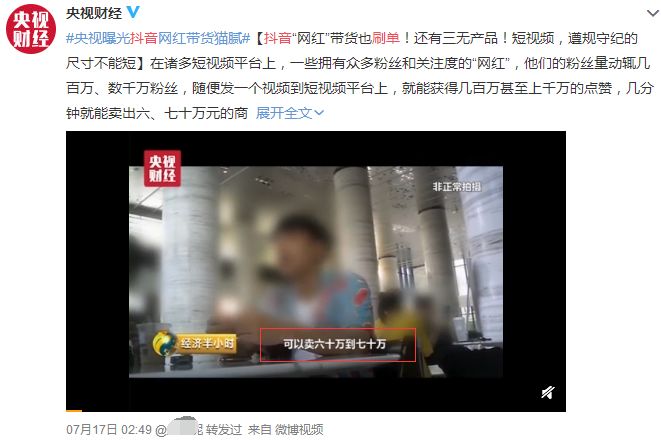 央视财经
央视
财经
#央视曝光抖音网红带货猫腻#【抖音“网红”带货也刷单！还有三无产品！短视频，遵规守纪的
尺寸不能短】在诸多短视频平台上，一些拥有众多粉丝和关注度的“网红”，他们的粉丝量动辄几
百万、数千万粉丝，随便发一个视频到短视频平台上，就能获得几百万甚至上千万的点赞，几分
钟就能卖出六、七十万元的商 展开全文
央视
财经
非正常拍摄
经济半小时
可以卖六十万到七十万
07月17日 02:49 @ 转发过 来自 微博视频